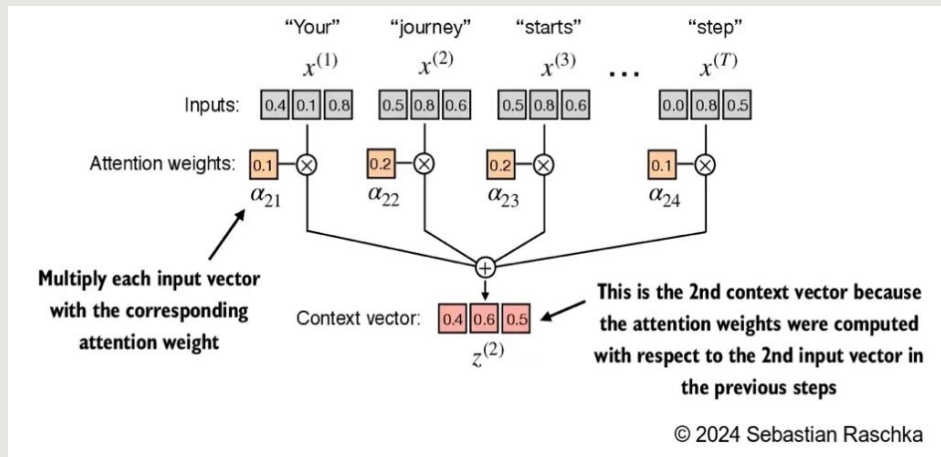 “Your” “journey” “starts” “step”
x(1) x(2) x(3) ... x(T)
Inputs: 0.4 0.1 0.8 0.5 0.8 0.6 0.5 0.8 0.6 0.0 0.8 0.5
Attention weights: 0.1 0.2 0.2 0.1
α21 α22 α23 α24
Multiply each input vector
with the corresponding
attention weight
Context vector: 0.4 0.6 0.5
z(2)
This is the 2nd context vector because
the attention weights were computed
with respect to the 2nd input vector in
the previous steps
© 2024 Sebastian Raschka